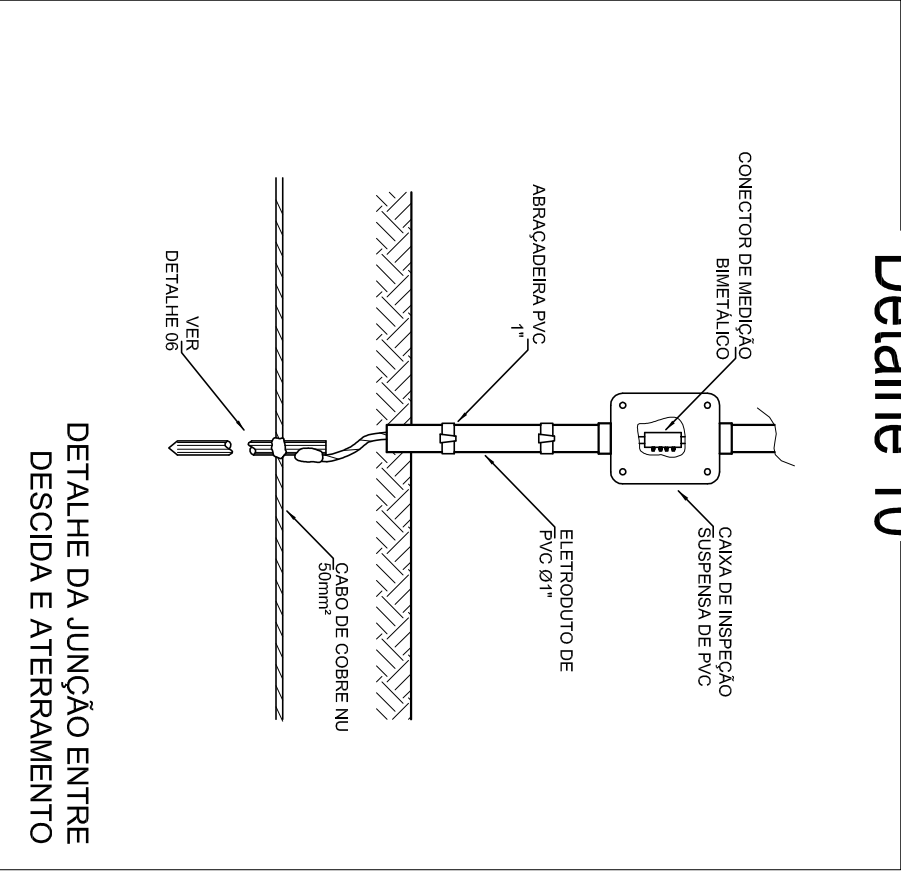 Detalhe 10
CONECTOR DE MEDIÇÃO
BIMETÁLICO
CAIXA DE INSPEÇÃO
SUSPENSA DE PVC
ABRAÇADEIRA PVC
1"
ELETRODUTO DE
PVC Ø1"
CABO DE COBRE NU
50mm²
VER
DETALHE 06
DETALHE DA JUNÇÃO ENTRE
DESCIDA E ATERRAMENTO